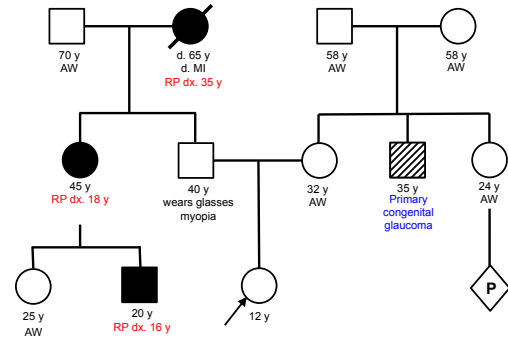 70 y
AW
d. 65 y
d. MI
RP dx. 35 y
58 y
AW
58 y
AW
45 y
RP dx. 18 y
40 y
wears glasses
myopia
32 y
AW
35 y
Primary
congenital
glaucoma
24 y
AW
25 y
AW
20 y
RP dx. 16 y
12 y
P